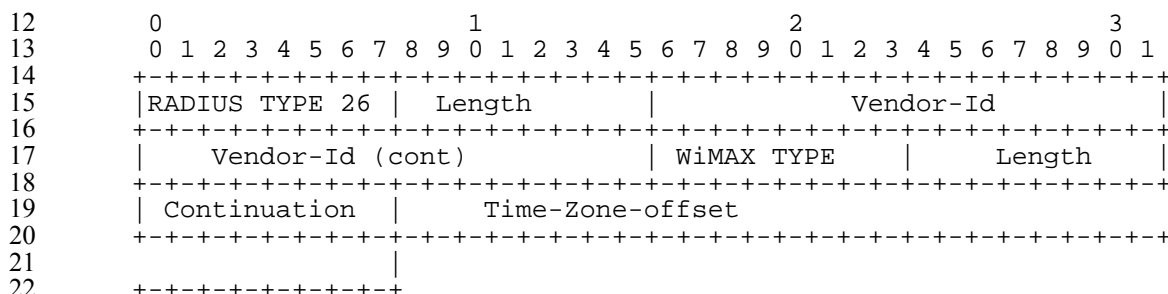 12 0 1 2 3
13 0 1 2 3 4 5 6 7 8 9 0 1 2 3 4 5 6 7 8 9 0 1 2 3 4 5 6 7 8 9 0 1
14 +-+-+-+-+-+-+-+-+-+-+-+-+-+-+-+-+-+-+-+-+-+-+-+-+-+-+-+-+-+-+-+-+
15 |RADIUS TYPE 26 | Length | Vendor-Id |
16 +-+-+-+-+-+-+-+-+-+-+-+-+-+-+-+-+-+-+-+-+-+-+-+-+-+-+-+-+-+-+-+-+
17 | Vendor-Id (cont) | WiMAX TYPE | Length |
18 +-+-+-+-+-+-+-+-+-+-+-+-+-+-+-+-+-+-+-+-+-+-+-+-+-+-+-+-+-+-+-+-+
19 | Continuation | Time-Zone-offset
20 +-+-+-+-+-+-+-+-+-+-+-+-+-+-+-+-+-+-+-+-+-+-+-+-+-+-+-+-+-+-+-+-+
21 |
22 +-+-+-+-+-+-+-+-+